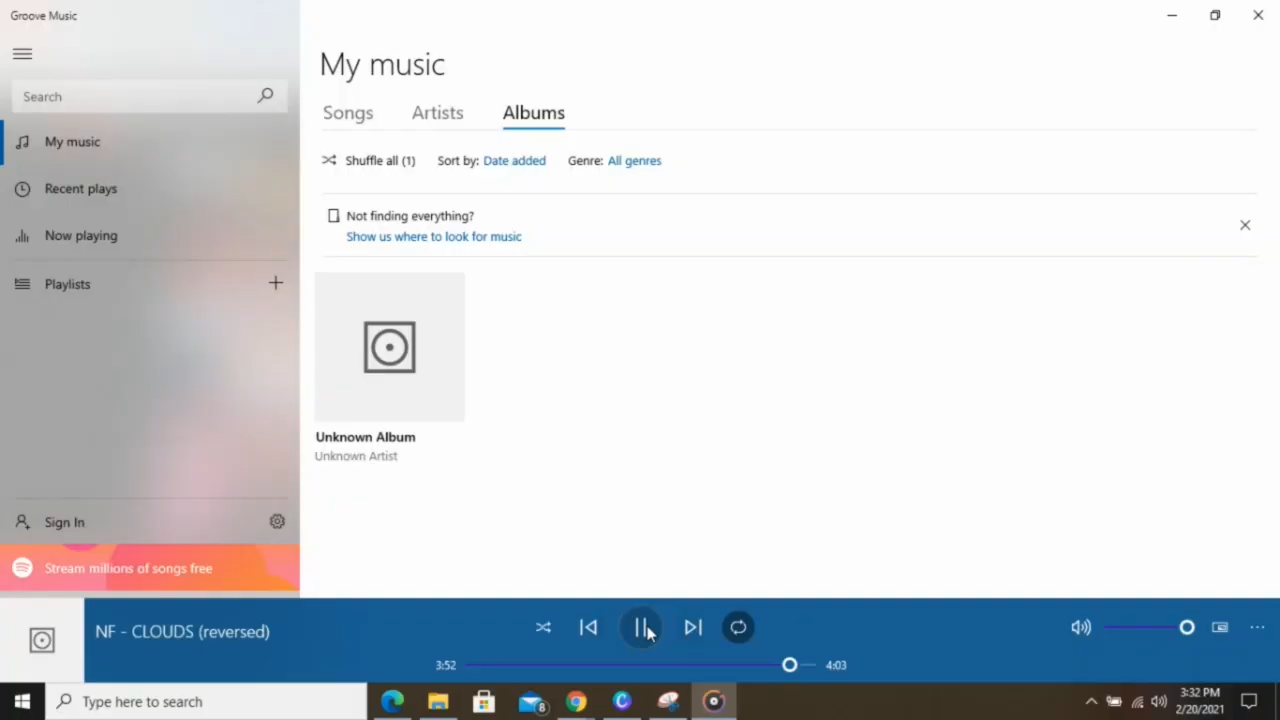 Groove Music
Search
My music
Recent plays
Now playing
Playlists
Sign In
Stream millions of songs free
My music
Songs Artists Albums
Shuffle all (1) Sort by: Date added Genre: All genres
Not finding everything?
Show us where to look for music
Unknown Album
Unknown Artist
NF - CLOUDS (reversed)
3:52 4:03
Type here to search
8
3:32 PM
2/20/2021